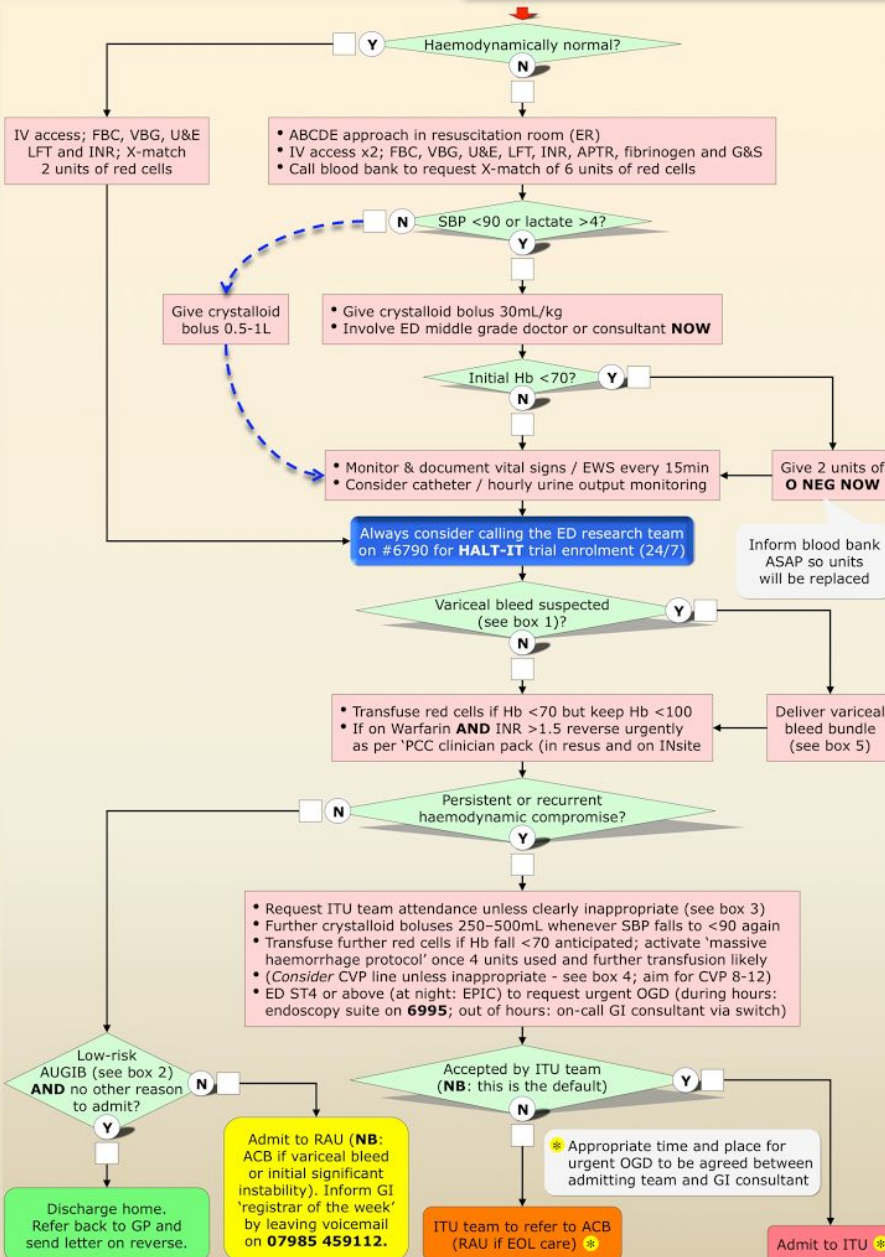 Haemodynamically normal?
Y
N
IV access; FBC, VBG, U&E
LFT and INR; X-match
2 units of red cells
• ABCDE approach in resuscitation room (ER)
• IV access x2; FBC, VBG, U&E, LFT, INR, APTR, fibrinogen and G&S
• Call blood bank to request X-match of 6 units of red cells
SBP <90 or lactate >4?
N
Y
Give crystalloid
bolus 0.5-1L
• Give crystalloid bolus 30mL/kg
• Involve ED middle grade doctor or consultant NOW
Initial Hb <70?
Y
N
• Monitor & document vital signs / EWS every 15min
• Consider catheter / hourly urine output monitoring
Give 2 units of
O NEG NOW
Inform blood bank
ASAP so units
will be replaced
Always consider calling the ED research team
on #6790 for HALT-IT trial enrolment (24/7)
Variceal bleed suspected
(see box 1)?
Y
N
• Transfuse red cells if Hb <70 but keep Hb <100
• If on Warfarin AND INR >1.5 reverse urgently
as per 'PCC clinician pack (in resus and on INsite
Deliver variceal
bleed bundle
(see box 5)
Persistent or recurrent
haemodynamic compromise?
N
Y
• Request ITU team attendance unless clearly inappropriate (see box 3)
• Further crystalloid boluses 250–500mL whenever SBP falls to <90 again
• Transfuse further red cells if Hb fall <70 anticipated; activate 'massive
haemorrhage protocol' once 4 units used and further transfusion likely
• (Consider CVP line unless inappropriate - see box 4; aim for CVP 8-12)
• ED ST4 or above (at night: EPIC) to request urgent OGD (during hours:
endoscopy suite on 6995; out of hours: on-call GI consultant via switch)
Low-risk
AUGIB (see box 2)
AND no other reason
to admit?
N
Y
Accepted by ITU team
(NB: this is the default)
Y
N
Discharge home.
Refer back to GP and
send letter on reverse.
Admit to RAU (NB:
ACB if variceal bleed
or initial significant
instability). Inform GI
'registrar of the week'
by leaving voicemail
on 07985 459112.
* Appropriate time and place for
urgent OGD to be agreed between
admitting team and GI consultant
ITU team to refer to ACB
(RAU if EOL care) *
Admit to ITU *